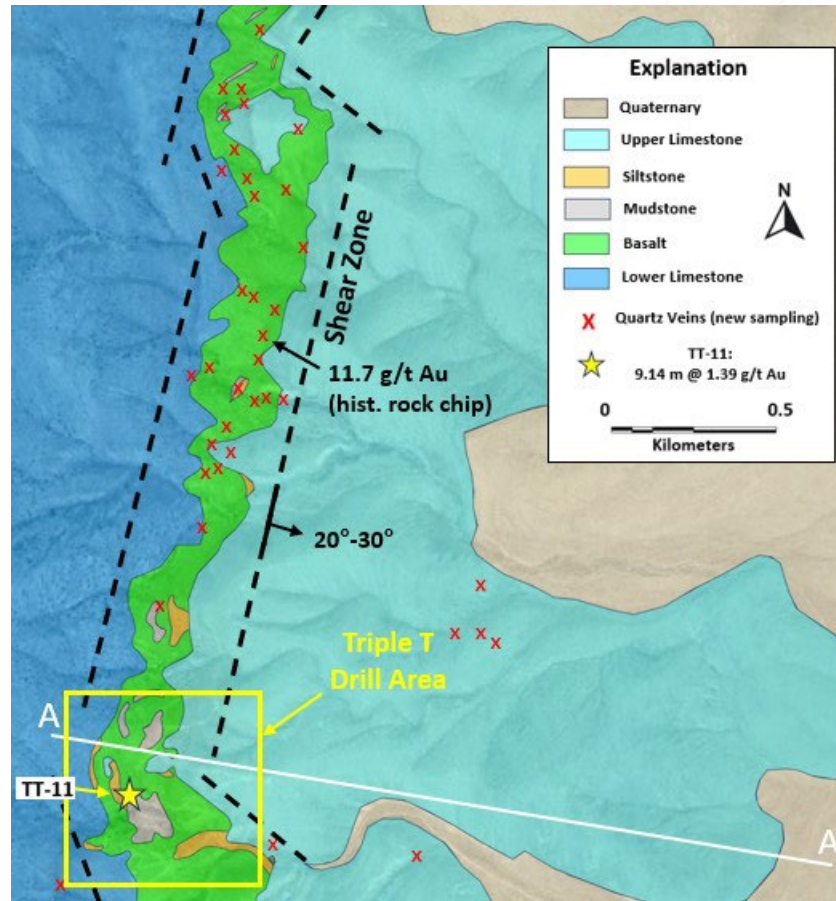 Explanation
Quaternary
Upper Limestone
Siltstone
Mudstone
Basalt
Lower Limestone
N
X Quartz Veins (new sampling)
TT-11:
9.14 m @ 1.39 g/t Au
0 0.5
Kilometers
Shear Zone
11.7 g/t Au
(hist. rock chip)
20°-30°
Triple T
Drill Area
A
TT-11
A